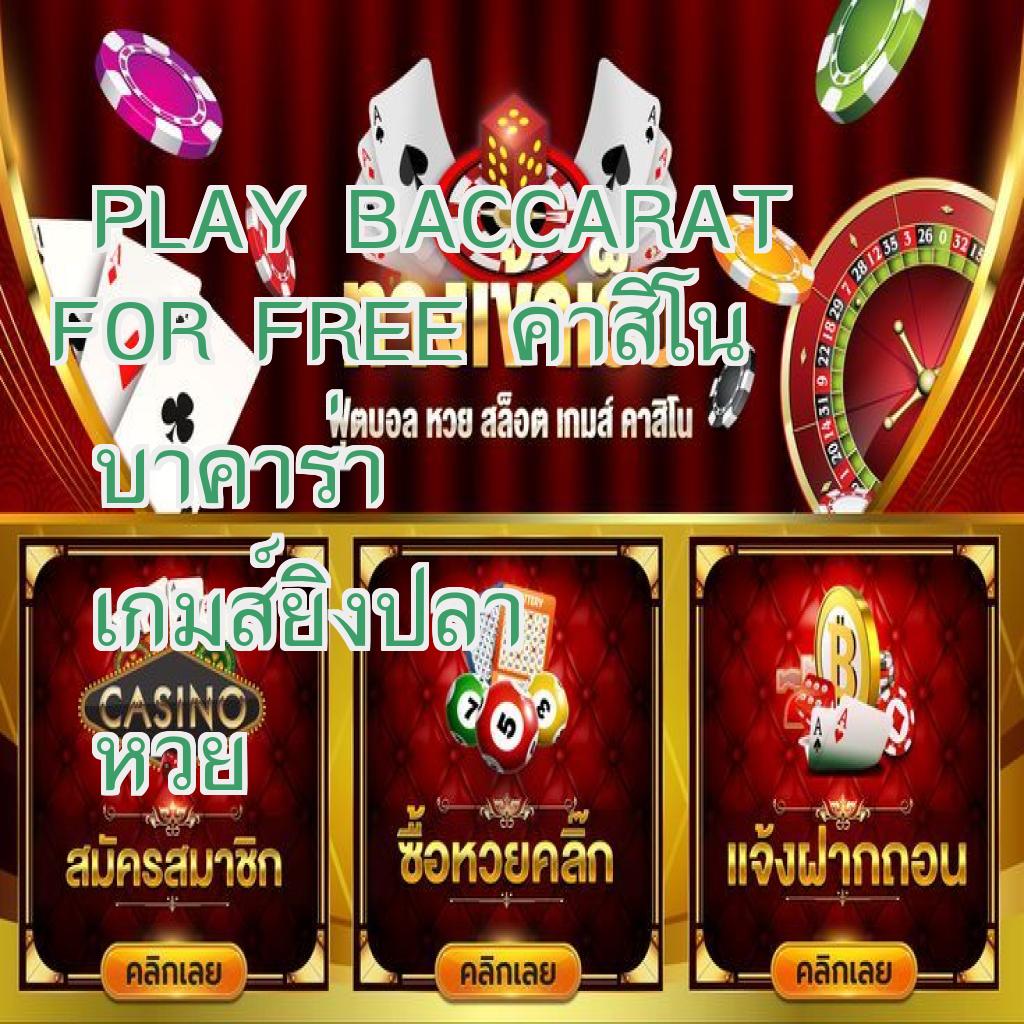 PLAY BACCARAT
FOR FREE คาสิโน
ฟุตบอล หวย สล็อต เกมส์ คาสิโน
บาคาร่า
เกมส์ยิงปลา
CASINO
หวย
สมัครสมาชิก
ซื้อหวยคลิ๊ก
แจ้งฝากถอน
คลิกเลย
คลิกเลย
คลิกเลย